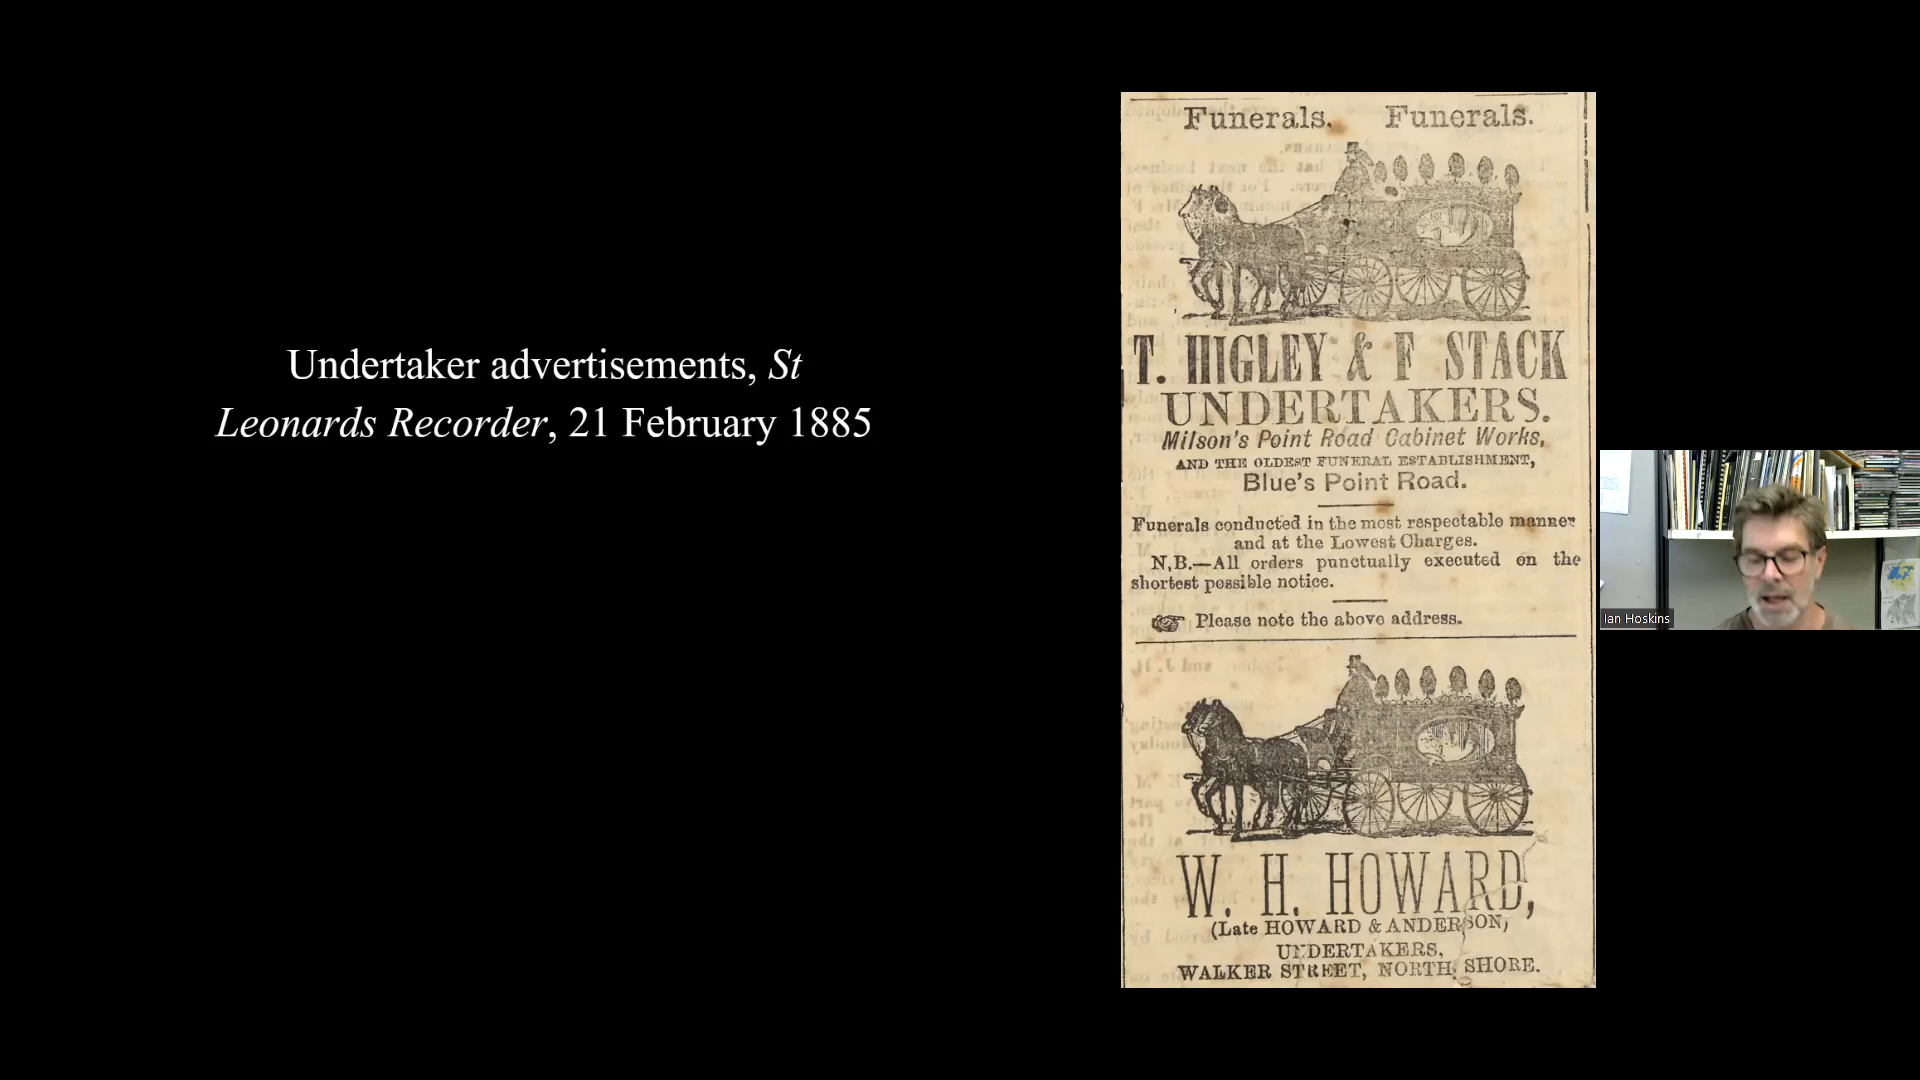 Undertaker advertisements, St
Leonards Recorder, 21 February 1885
Funerals. Funerals.
T. HIGLEY & F STACK
UNDERTAKERS.
Milson's Point Road Cabinet Works,
AND THE OLDEST FUNERAL ESTABLISHMENT,
Blue's Point Road.
Funerals conducted in the most respectable manner
and at the Lowest Charges.
N.B.—All orders punctually executed on the
shortest possible notice.
Please note the above address.
W. H. HOWARD,
(Late HOWARD & ANDERSON,
UNDERTAKERS,
WALKER STREET, NORTH SHORE.
Ian Hoskins